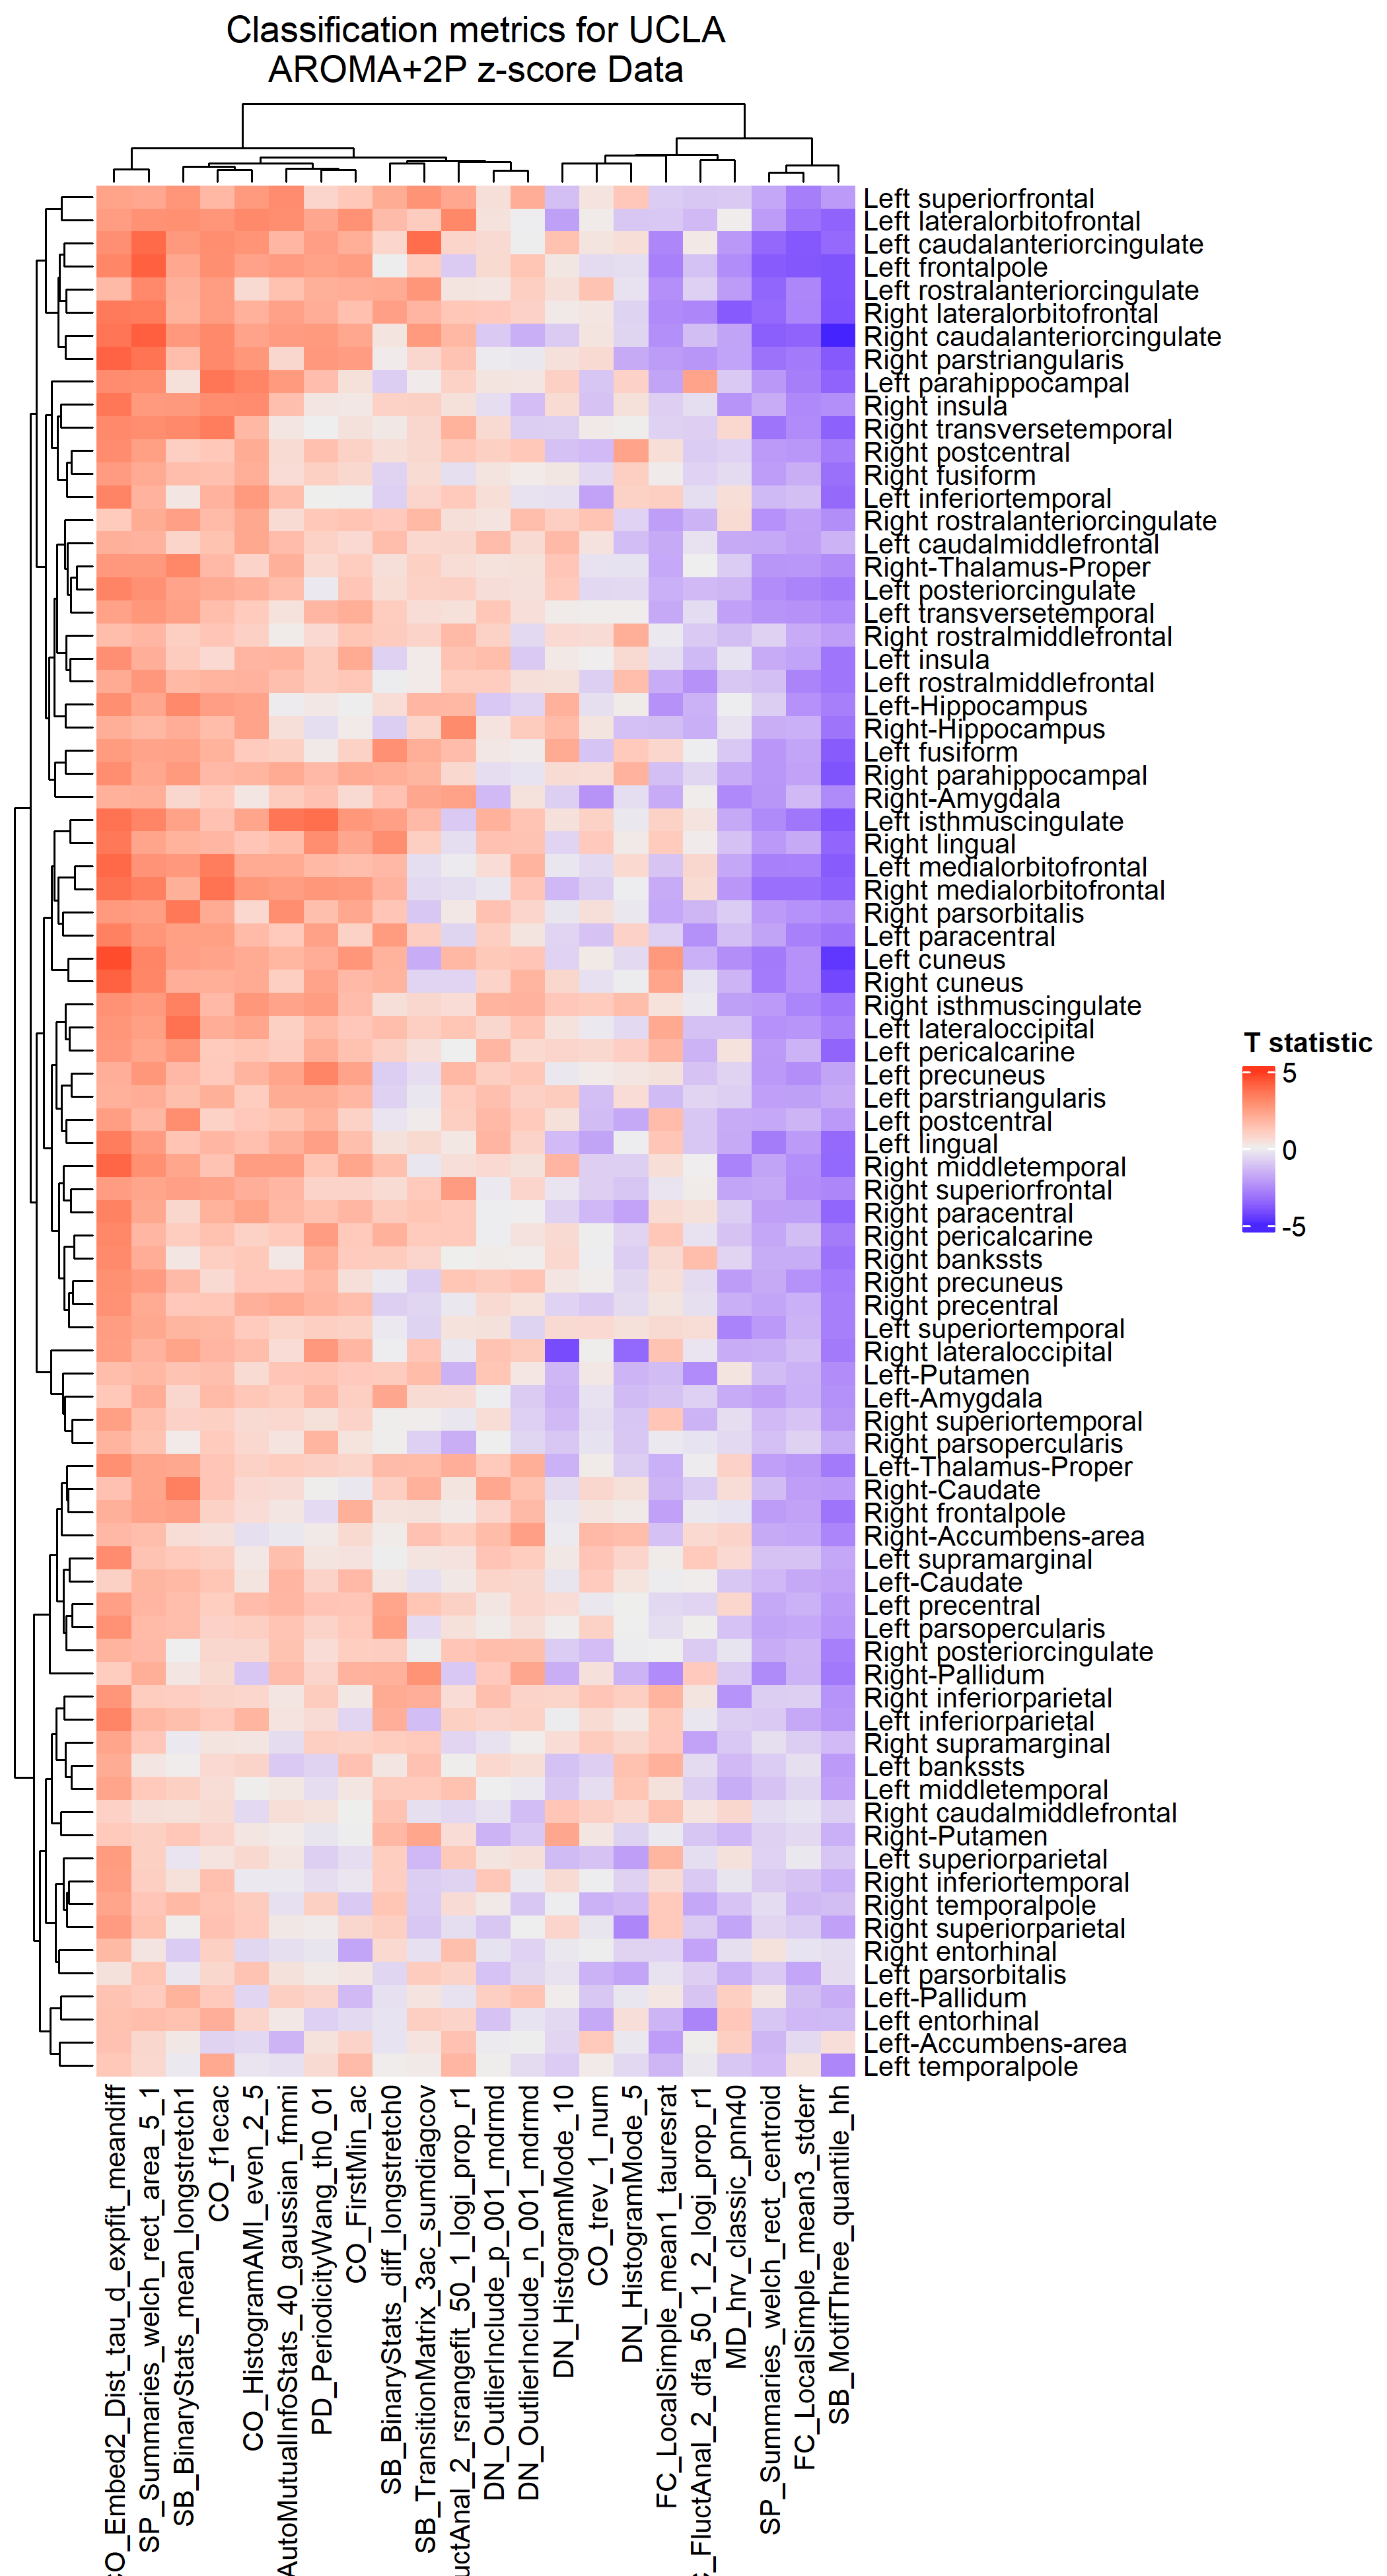 Classification metrics for UCLA
AROMA+2P z-score Data
Left superiorfrontal
Left lateralorbitofrontal
Left caudalanteriorcingulate
Left frontalpole
Left rostralanteriorcingulate
Right lateralorbitofrontal
Right caudalanteriorcingulate
Right parstriangularis
Left parahippocampal
Right insula
Right transversetemporal
Right postcentral
Right fusiform
Left inferiortemporal
Right rostralanteriorcingulate
Left caudalmiddlefrontal
Right-Thalamus-Proper
Left posteriorcingulate
Left transversetemporal
Right rostralmiddlefrontal
Left insula
Left rostralmiddlefrontal
Left-Hippocampus
Right-Hippocampus
Left fusiform
Right parahippocampal
Right-Amygdala
Left isthmuscingulate
Right lingual
Left medialorbitofrontal
Right medialorbitofrontal
Right parsorbitalis
Left paracentral
Left cuneus
Right cuneus
Right isthmuscingulate
Left lateraloccipital
Left pericalcarine
Left precuneus
Left parstriangularis
Left postcentral
Left lingual
Right middletemporal
Right superiorfrontal
Right paracentral
Right pericalcarine
Right bankssts
Right precuneus
Right precentral
Left superiortemporal
Right lateraloccipital
Left-Putamen
Left-Amygdala
Right superiortemporal
Right parsopercularis
Left-Thalamus-Proper
Right-Caudate
Right frontalpole
Right-Accumbens-area
Left supramarginal
Left-Caudate
Left precentral
Left parsopercularis
Right posteriorcingulate
Right-Pallidum
Right inferiorparietal
Left inferiorparietal
Right supramarginal
Left bankssts
Left middletemporal
Right caudalmiddlefrontal
Right-Putamen
Left superiorparietal
Right inferiortemporal
Right temporalpole
Right superiorparietal
Right entorhinal
Left parsorbitalis
Left-Pallidum
Left entorhinal
Left-Accumbens-area
Left temporalpole
T statistic
5
0
-5
CO_Embed2_Dist_tau_d_expfit_meandiff
SP_Summaries_welch_rect_area_5_1
SB_BinaryStats_mean_longstretch1
CO_f1ecac
CO_HistogramAMI_even_2_5
AutoMutualInfoStats_40_gaussian_fmmi
PD_PeriodicityWang_th0_01
CO_FirstMin_ac
SB_BinaryStats_diff_longstretch0
SB_TransitionMatrix_3ac_sumdiagcov
uctAnal_2_rsrangefit_50_1_logi_prop_r1
DN_OutlierInclude_p_001_mdrmd
DN_OutlierInclude_n_001_mdrmd
DN_HistogramMode_10
CO_trev_1_num
DN_HistogramMode_5
FC_LocalSimple_mean1_tauresrat
_FluctAnal_2_dfa_50_1_2_logi_prop_r1
MD_hrv_classic_pnn40
SP_Summaries_welch_rect_centroid
FC_LocalSimple_mean3_stderr
SB_MotifThree_quantile_hh